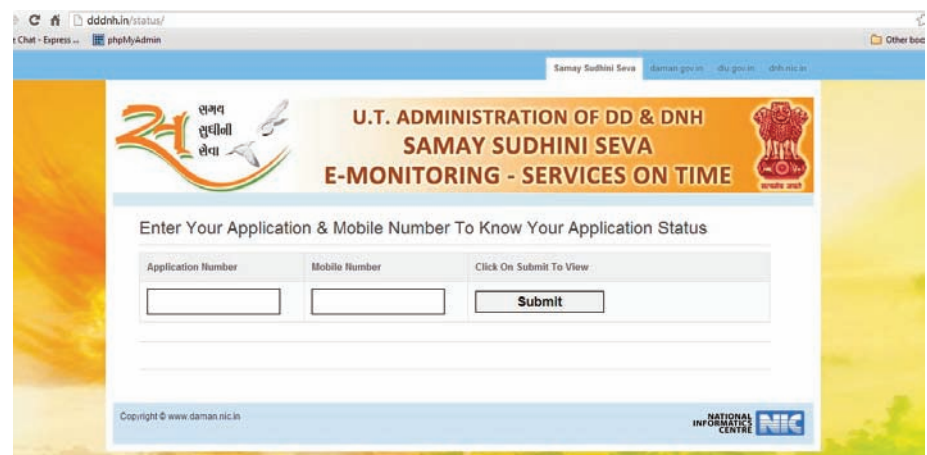 dddnh.in/status/
Chat - Express ... phpMyAdmin Other boo
Samay Sudhini Seva daman.gov.in diu.gov.in dnh.nic.in
સમય
સુધીની
સેવા
U.T. ADMINISTRATION OF DD & DNH
SAMAY SUDHINI SEVA
E-MONITORING - SERVICES ON TIME
सत्यमेव जयते
Enter Your Application & Mobile Number To Know Your Application Status
Application Number Mobile Number Click On Submit To View
Submit
Copyright © www.daman.nic.in
NATIONAL
INFORMATICS
CENTRE
NIC